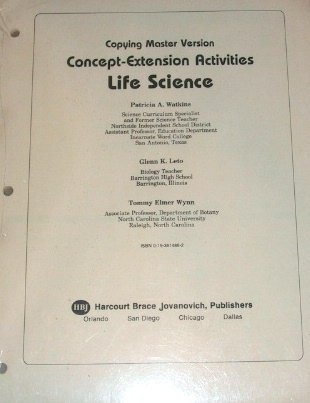 Copying Master Version
Concept-Extension Activities
Life Science
Patricia A. Watkins
Science Curriculum Specialist
and Former Science Teacher
Northside Independent School District
Assistant Professor, Education Department
Incarnate Word College
San Antonio, Texas
Glenn K. Leto
Biology Teacher
Barrington High School
Barrington, Illinois
Tommy Elmer Wynn
Associate Professor, Department of Botany
North Carolina State University
Raleigh, North Carolina
ISBN
HBJ Harcourt Brace Jovanovich, Publishers
Orlando San Diego Chicago Dallas